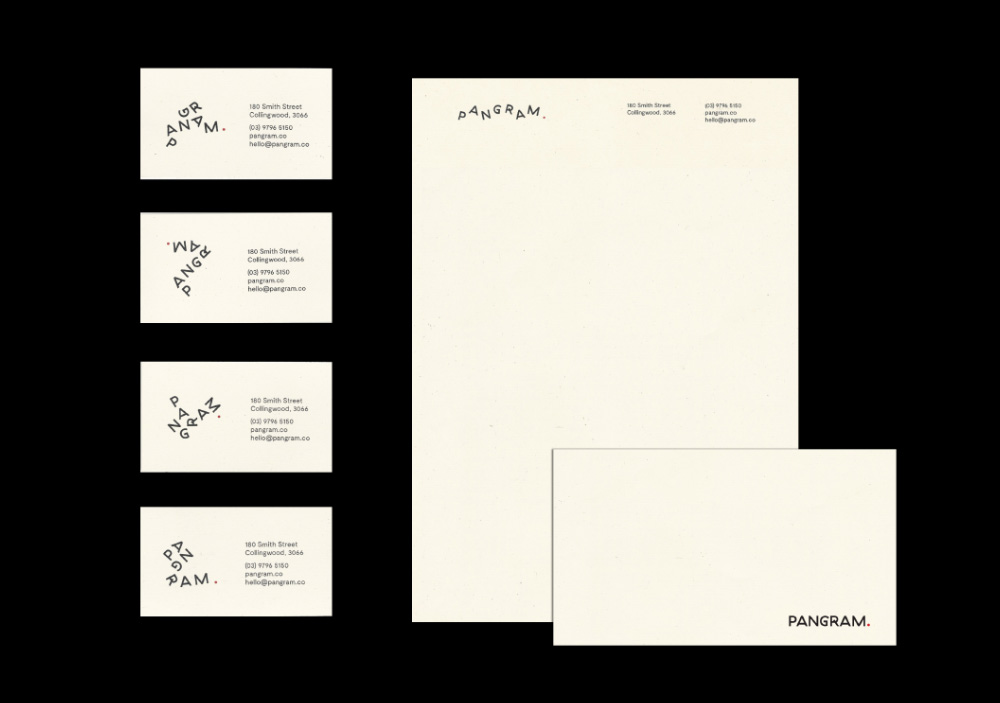 PANGRAM.
180 Smith Street
Collingwood, 3066
(03) 9796 5150
pangram.co
hello@pangram.co
PANGRAM.
180 Smith Street
Collingwood, 3066
(03) 9796 5150
pangram.co
hello@pangram.co
PANGRAM.
180 Smith Street
Collingwood, 3066
(03) 9796 5150
pangram.co
hello@pangram.co
PANGRAM.
180 Smith Street
Collingwood, 3066
(03) 9796 5150
pangram.co
hello@pangram.co
PANGRAM.
180 Smith Street
Collingwood, 3066
(03) 9796 5150
pangram.co
hello@pangram.co
PANGRAM.